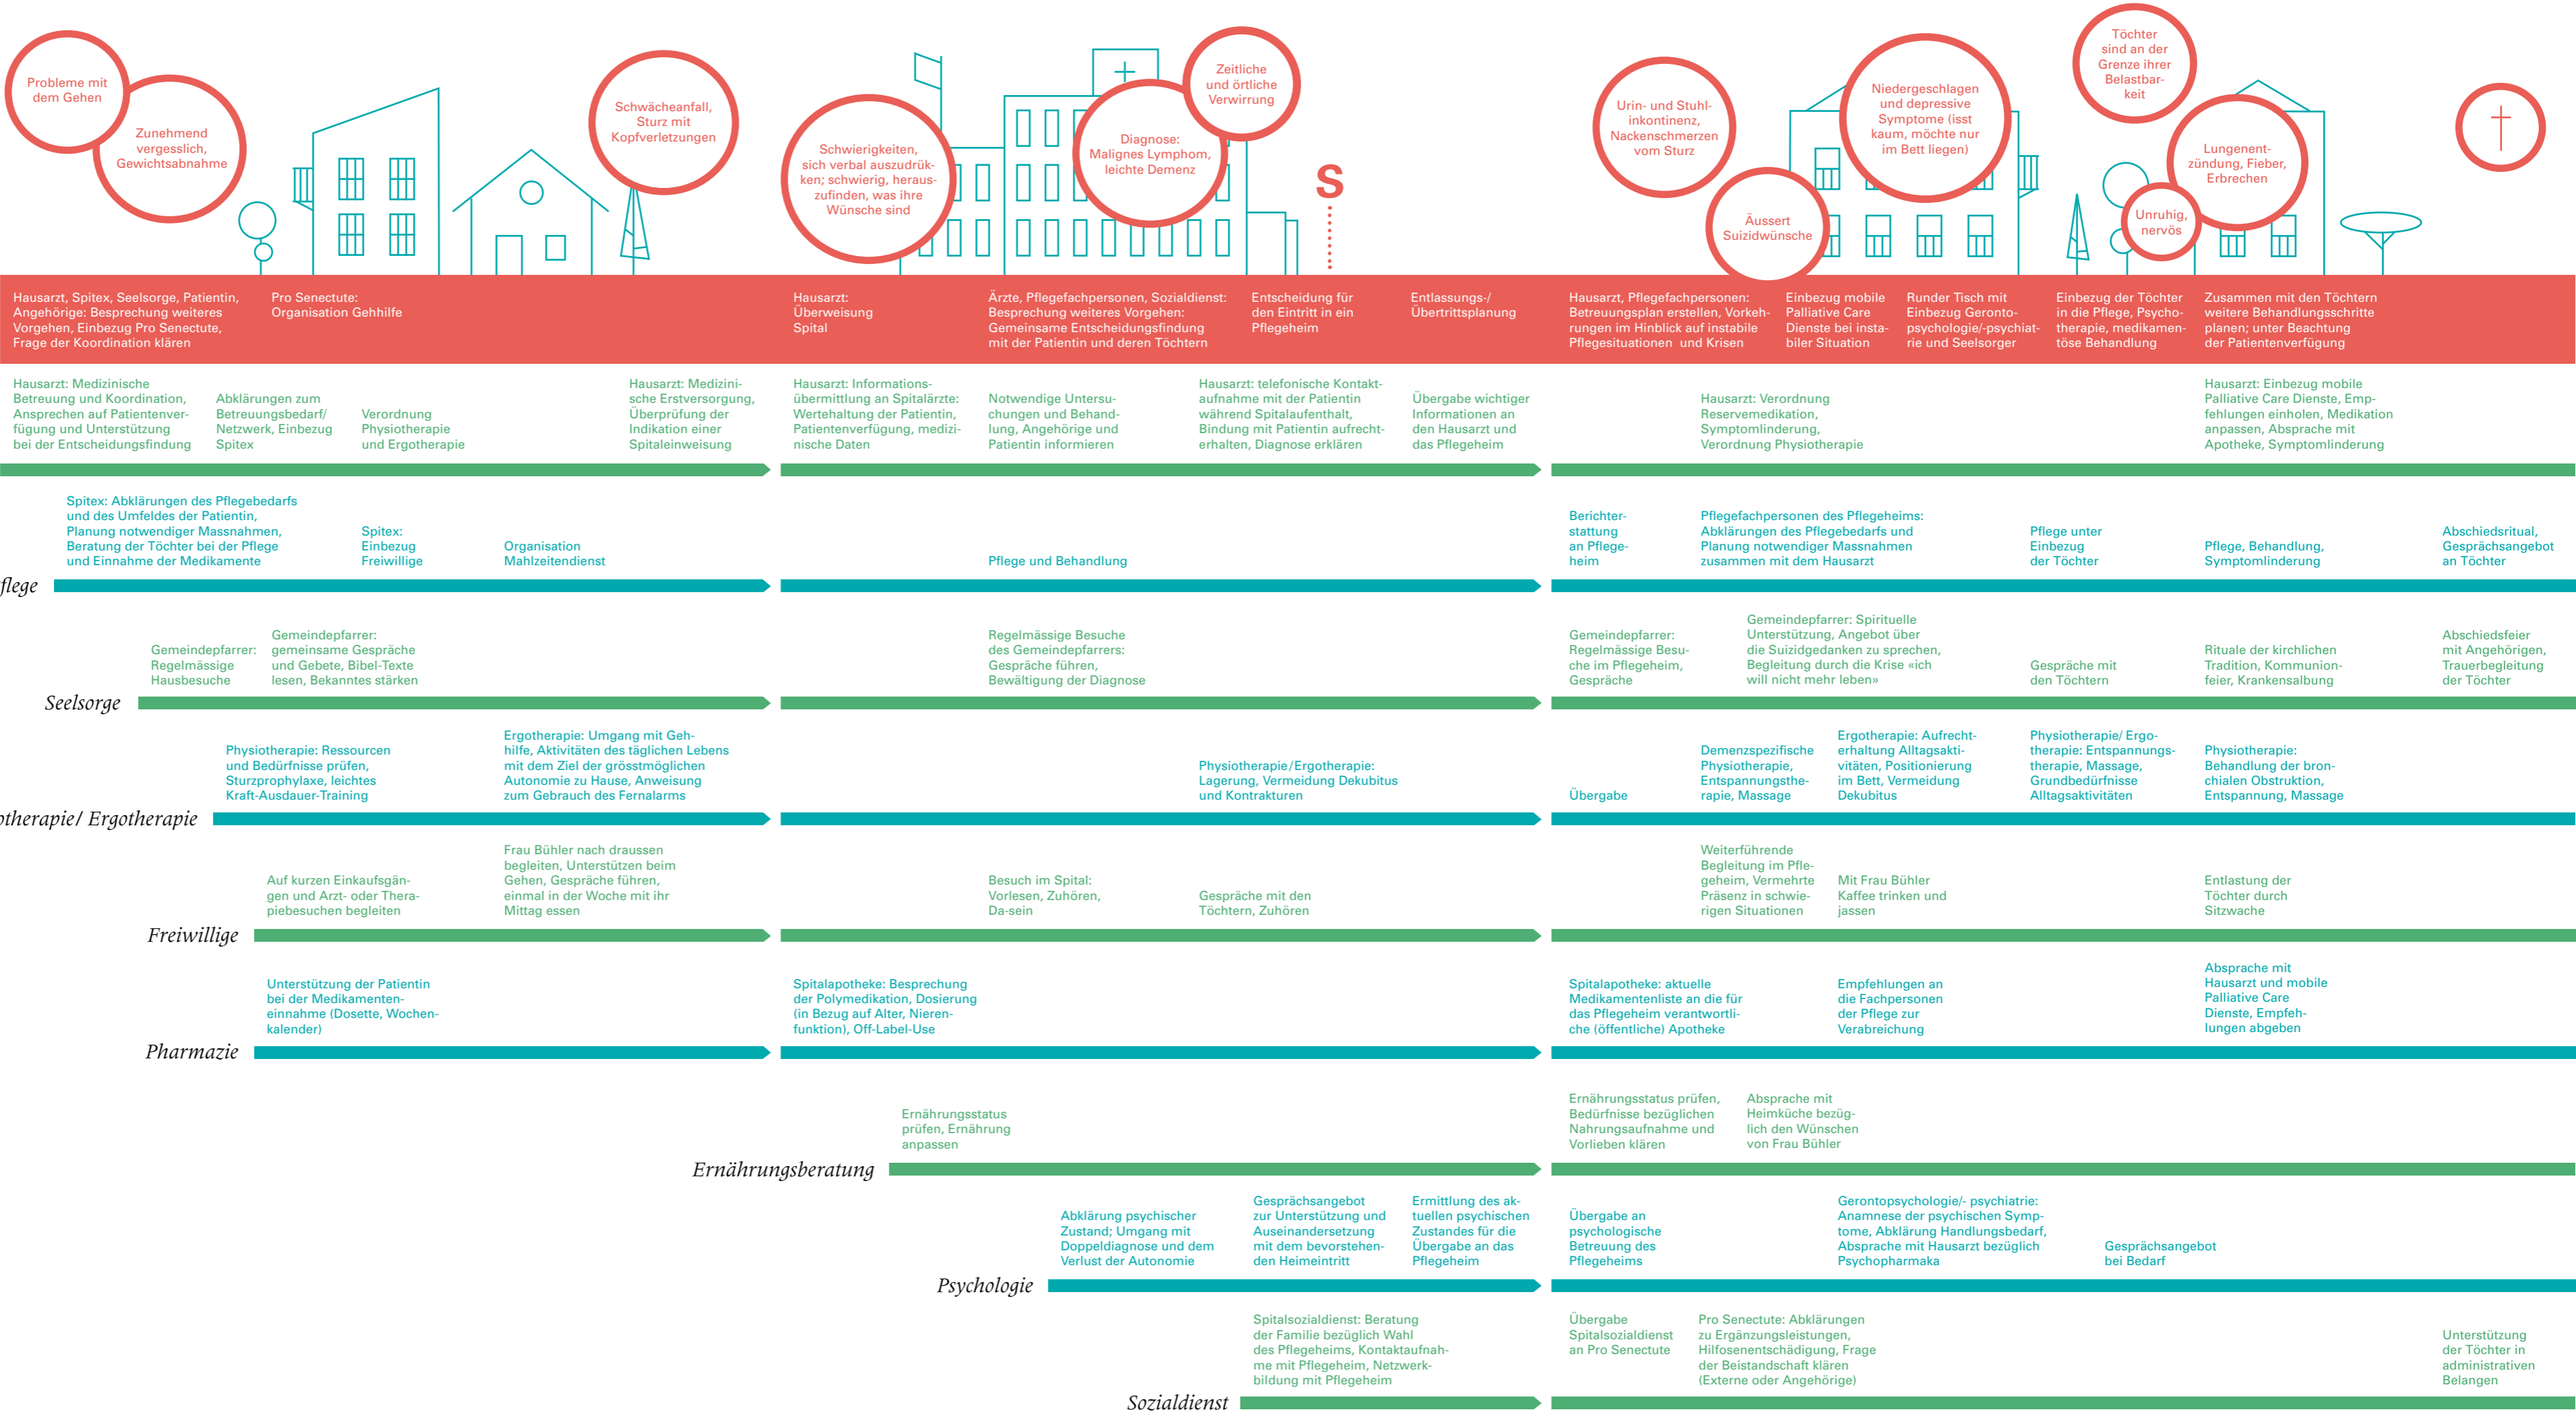 Probleme mit
dem Gehen
Zunehmend
vergesslich,
Gewichtsabnahme
Schwächeanfall,
Sturz mit
Kopfverletzungen
Schwierigkeiten,
sich verbal auszudrük-
ken; schwierig, heraus-
zufinden, was ihre
Wünsche sind
Diagnose:
Malignes Lymphom,
leichte Demenz
Zeitliche
und örtliche
Verwirrung
S
Urin- und Stuhl-
inkontinenz,
Nackenschmerzen
vom Sturz
Äussert
Suizidwünsche
Niedergeschlagen
und depressive
Symptome (isst
kaum, möchte nur
im Bett liegen)
Töchter
sind an der
Grenze ihrer
Belastbar-
keit
Unruhig,
nervös
Lungenent-
zündung, Fieber,
Erbrechen
Hausarzt, Spitex, Seelsorge, Patientin,
Angehörige: Besprechung weiteres
Vorgehen, Einbezug Pro Senectute,
Frage der Koordination klären
Pro Senectute:
Organisation Gehhilfe
Hausarzt:
Überweisung
Spital
Ärzte, Pflegefachpersonen, Sozialdienst:
Besprechung weiteres Vorgehen:
Gemeinsame Entscheidungsfindung
mit der Patientin und deren Töchtern
Entscheidung für
den Eintritt in ein
Pflegeheim
Entlassungs-/
Übertrittsplanung
Hausarzt, Pflegefachpersonen:
Betreuungsplan erstellen, Vorkeh-
rungen im Hinblick auf instabile
Pflegesituationen und Krisen
Einbezug mobile
Palliative Care
Dienste bei insta-
biler Situation
Runder Tisch mit
Einbezug Geronto-
psychologie/-psychiat-
rie und Seelsorger
Einbezug der Töchter
in die Pflege, Psycho-
therapie, medikamen-
töse Behandlung
Zusammen mit den Töchtern
weitere Behandlungsschritte
planen; unter Beachtung
der Patientenverfügung
Hausarzt: Medizinische
Betreuung und Koordination,
Ansprechen auf Patientenver-
fügung und Unterstützung
bei der Entscheidungsfindung
Abklärungen zum
Betreuungsbedarf/
Netzwerk, Einbezug
Spitex
Verordnung
Physiotherapie
und Ergotherapie
Hausarzt: Medizini-
sche Erstversorgung,
Überprüfung der
Indikation einer
Spitaleinweisung
Hausarzt: Informations-
übermittlung an Spitalärzte:
Wertehaltung der Patientin,
Patientenverfügung, medizi-
nische Daten
Notwendige Untersu-
chungen und Behand-
lung, Angehörige und
Patientin informieren
Hausarzt: telefonische Kontakt-
aufnahme mit der Patientin
während Spitalaufenthalt,
Bindung mit Patientin aufrecht-
erhalten, Diagnose erklären
Übergabe wichtiger
Informationen an
den Hausarzt und
das Pflegeheim
Hausarzt: Verordnung
Reservemedikation,
Symptomlinderung,
Verordnung Physiotherapie
Hausarzt: Einbezug mobile
Palliative Care Dienste, Emp-
fehlungen einholen, Medikation
anpassen, Absprache mit
Apotheke, Symptomlinderung
flege
Spitex: Abklärungen des Pflegebedarfs
und des Umfeldes der Patientin,
Planung notwendiger Massnahmen,
Beratung der Töchter bei der Pflege
und Einnahme der Medikamente
Spitex:
Einbezug
Freiwillige
Organisation
Mahlzeitendienst
Pflege und Behandlung
Berichter-
stattung
an Pflege-
heim
Pflegefachpersonen des Pflegeheims:
Abklärungen des Pflegebedarfs und
Planung notwendiger Massnahmen
zusammen mit dem Hausarzt
Pflege unter
Einbezug
der Töchter
Pflege, Behandlung,
Symptomlinderung
Abschiedsritual,
Gesprächsangebot
an Töchter
Seelsorge
Gemeindepfarrer:
Regelmässige
Hausbesuche
Gemeindepfarrer:
gemeinsame Gespräche
und Gebete, Bibel-Texte
lesen, Bekanntes stärken
Regelmässige Besuche
des Gemeindepfarrers:
Gespräche führen,
Bewältigung der Diagnose
Gemeindepfarrer:
Regelmässige Besu-
che im Pflegeheim,
Gespräche
Gemeindepfarrer: Spirituelle
Unterstützung, Angebot über
die Suizidgedanken zu sprechen,
Begleitung durch die Krise «ich
will nicht mehr leben»
Gespräche mit
den Töchtern
Rituale der kirchlichen
Tradition, Kommunion-
feier, Krankensalbung
Abschiedsfeier
mit Angehörigen,
Trauerbegleitung
der Töchter
otherapie/ Ergotherapie
Physiotherapie: Ressourcen
und Bedürfnisse prüfen,
Sturzprophylaxe, leichtes
Kraft-Ausdauer-Training
Ergotherapie: Umgang mit Geh-
hilfe, Aktivitäten des täglichen Lebens
mit dem Ziel der grösstmöglichen
Autonomie zu Hause, Anweisung
zum Gebrauch des Fernalarms
Physiotherapie/Ergotherapie:
Lagerung, Vermeidung Dekubitus
und Kontrakturen
Übergabe
Demenzspezifische
Physiotherapie,
Entspannungsthe-
rapie, Massage
Ergotherapie: Aufrecht-
erhaltung Alltagsakti-
vitäten, Positionierung
im Bett, Vermeidung
Dekubitus
Physiotherapie/ Ergo-
therapie: Entspannungs-
therapie, Massage,
Grundbedürfnisse
Alltagsaktivitäten
Physiotherapie:
Behandlung der bron-
chialen Obstruktion,
Entspannung, Massage
Freiwillige
Auf kurzen Einkaufsgän-
gen und Arzt- oder Thera-
piebesuchen begleiten
Frau Bühler nach draussen
begleiten, Unterstützen beim
Gehen, Gespräche führen,
einmal in der Woche mit ihr
Mittag essen
Besuch im Spital:
Vorlesen, Zuhören,
Da-sein
Gespräche mit den
Töchtern, Zuhören
Weiterführende
Begleitung im Pfle-
geheim, Vermehrte
Präsenz in schwie-
rigen Situationen
Mit Frau Bühler
Kaffee trinken und
jassen
Entlastung der
Töchter durch
Sitzwache
Pharmazie
Unterstützung der Patientin
bei der Medikamenten-
einnahme (Dosette, Wochen-
kalender)
Spitalapotheke: Besprechung
der Polymedikation, Dosierung
(in Bezug auf Alter, Nieren-
funktion), Off-Label-Use
Spitalapotheke: aktuelle
Medikamentenliste an die für
das Pflegeheim verantwortli-
che (öffentliche) Apotheke
Empfehlungen an
die Fachpersonen
der Pflege zur
Verabreichung
Absprache mit
Hausarzt und mobile
Palliative Care
Dienste, Empfeh-
lungen abgeben
Ernährungsberatung
Ernährungsstatus
prüfen, Ernährung
anpassen
Ernährungsstatus prüfen,
Bedürfnisse bezüglichen
Nahrungsaufnahme und
Vorlieben klären
Absprache mit
Heimküche bezüg-
lich den Wünschen
von Frau Bühler
Psychologie
Abklärung psychischer
Zustand; Umgang mit
Doppeldiagnose und dem
Verlust der Autonomie
Gesprächsangebot
zur Unterstützung und
Auseinandersetzung
mit dem bevorstehen-
den Heimeintritt
Ermittlung des ak-
tuellen psychischen
Zustandes für die
Übergabe an das
Pflegeheim
Übergabe an
psychologische
Betreuung des
Pflegeheims
Gerontopsychologie/- psychiatrie:
Anamnese der psychischen Symp-
tome, Abklärung Handlungsbedarf,
Absprache mit Hausarzt bezüglich
Psychopharmaka
Gesprächsangebot
bei Bedarf
Sozialdienst
Spitalsozialdienst: Beratung
der Familie bezüglich Wahl
des Pflegeheims, Kontaktaufnah-
me mit Pflegeheim, Netzwerk-
bildung mit Pflegeheim
Übergabe
Spitalsozialdienst
an Pro Senectute
Pro Senectute: Abklärungen
zu Ergänzungsleistungen,
Hilfosenentschädigung, Frage
der Beistandschaft klären
(Externe oder Angehörige)
Unterstützung
der Töchter in
administrativen
Belangen